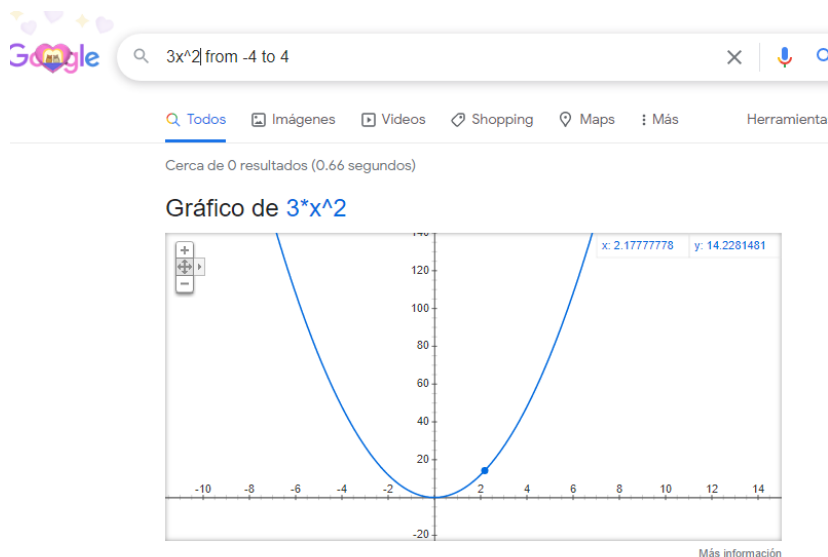 Google
3x^2 from -4 to 4
Todos Imágenes Videos Shopping Maps Más Herramienta
Cerca de 0 resultados (0.66 segundos)
Gráfico de 3*x^2
140
x: 2.17777778 y: 14.2281481
120
100
80
60
40
20
-10 -8 -6 -4 -2 2 4 6 8 10 12 14
-20
Más información